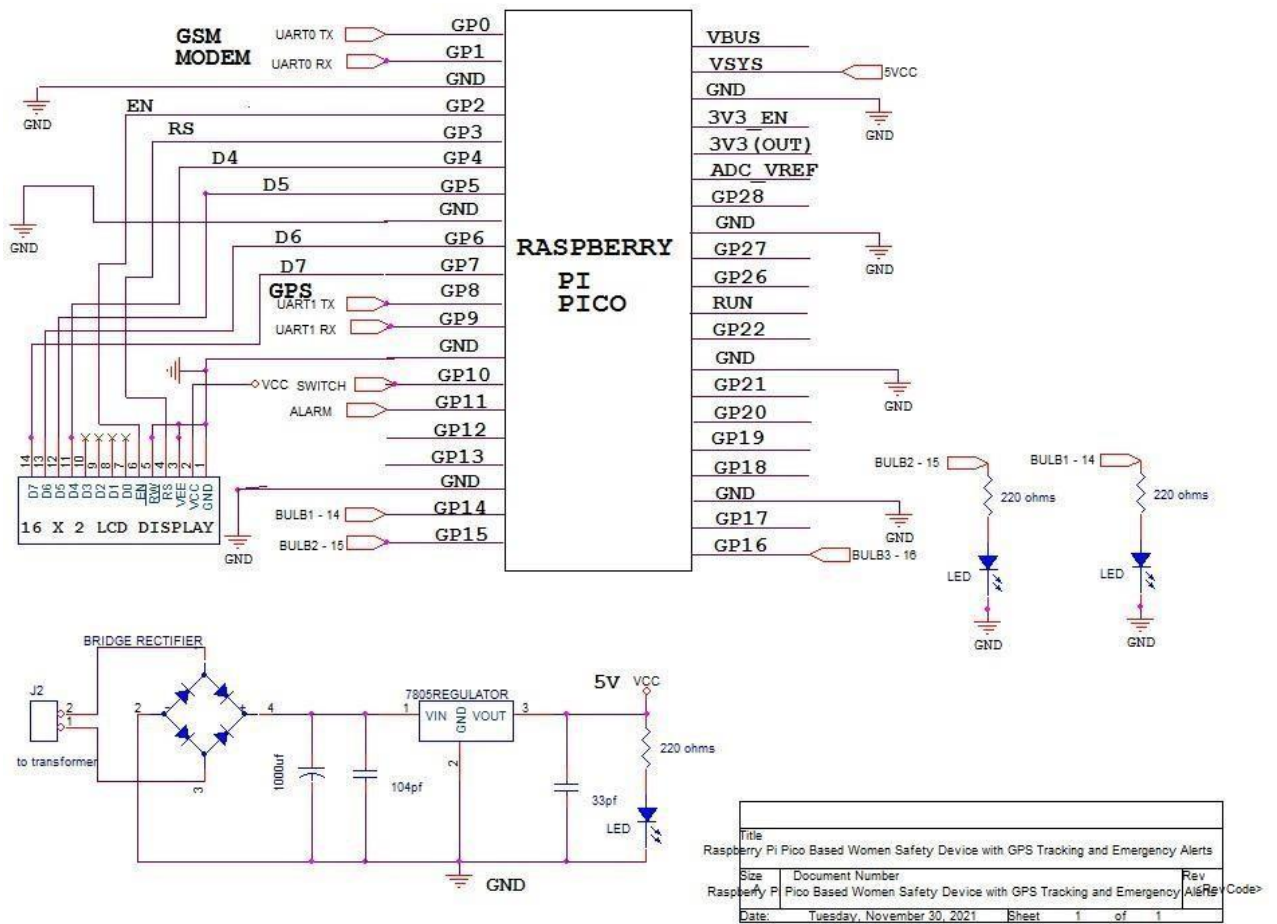 GSM
MODEM
UART0 TX
GP0
UART0 RX
GP1
GND
GND
EN
GP2
RS
GP3
D4
GP4
D5
GP5
GND
GND
D6
GP6
D7
GP7
GPS
UART1 TX
GP8
UART1 RX
GP9
GND
VCC
SWITCH
GP10
ALARM
GP11
GP12
GP13
GND
GND
BULB1 - 14
GP14
BULB2 - 15
GP15
RASPBERRY
PI
PICO
VBUS
VSYS
5VCC
GND
GND
3V3_EN
3V3(OUT)
ADC_VREF
GP28
GND
GND
GP27
GP26
RUN
GP22
GND
GND
GP21
GP20
GP19
GP18
GND
GND
GP17
GP16
BULB3 - 16
14 13 12 11 10 9 8 7 6 5 4 3 2 1
D7 D6 D5 D4 D3 D2 D1 D0 EN RW RS VEE VCC GND
16 X 2 LCD DISPLAY
BULB2 - 15
220 ohms
LED
GND
BULB1 - 14
220 ohms
LED
GND
BRIDGE RECTIFIER
J2
2
1
to transformer
2
1
4
3
- +
1000uf
104pf
7805REGULATOR
1
VIN
GND
VOUT
3
2
5V
VCC
220 ohms
33pf
LED
GND
Title
Raspberry Pi Pico Based Women Safety Device with GPS Tracking and Emergency Alerts
Size
A
Document Number
Raspberry Pi Pico Based Women Safety Device with GPS Tracking and Emergency Alerts
Rev
<RevCode>
Date:
Tuesday, November 30, 2021
Sheet 1 of 1